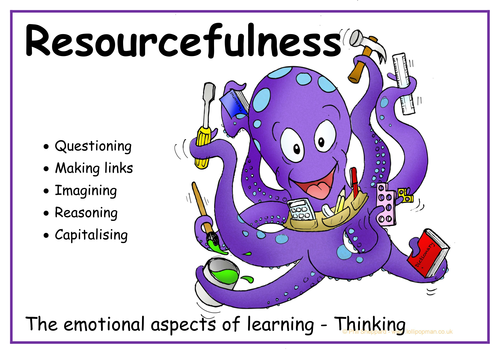 Resourcefulness
• Questioning
• Making links
• Imagining
• Reasoning
• Capitalising
The emotional aspects of learning - Thinking